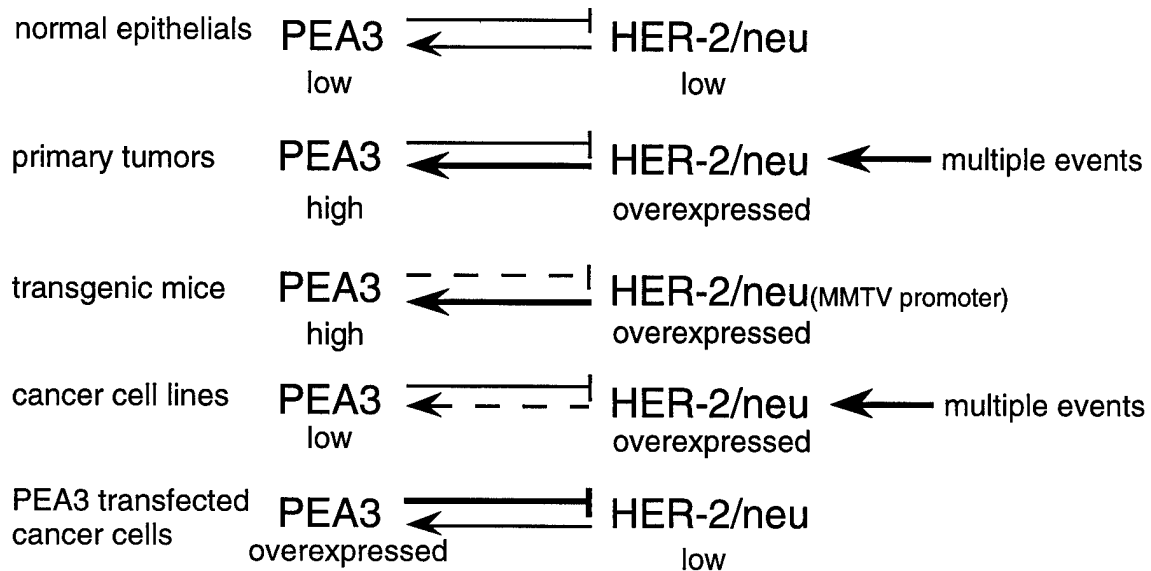 normal epithelials PEA3 HER-2/neu
low low
primary tumors PEA3 HER-2/neu multiple events
high overexpressed
transgenic mice PEA3 HER-2/neu(MMTV promoter)
high overexpressed
cancer cell lines PEA3 HER-2/neu multiple events
low overexpressed
PEA3 transfected
cancer cells PEA3 HER-2/neu
overexpressed low